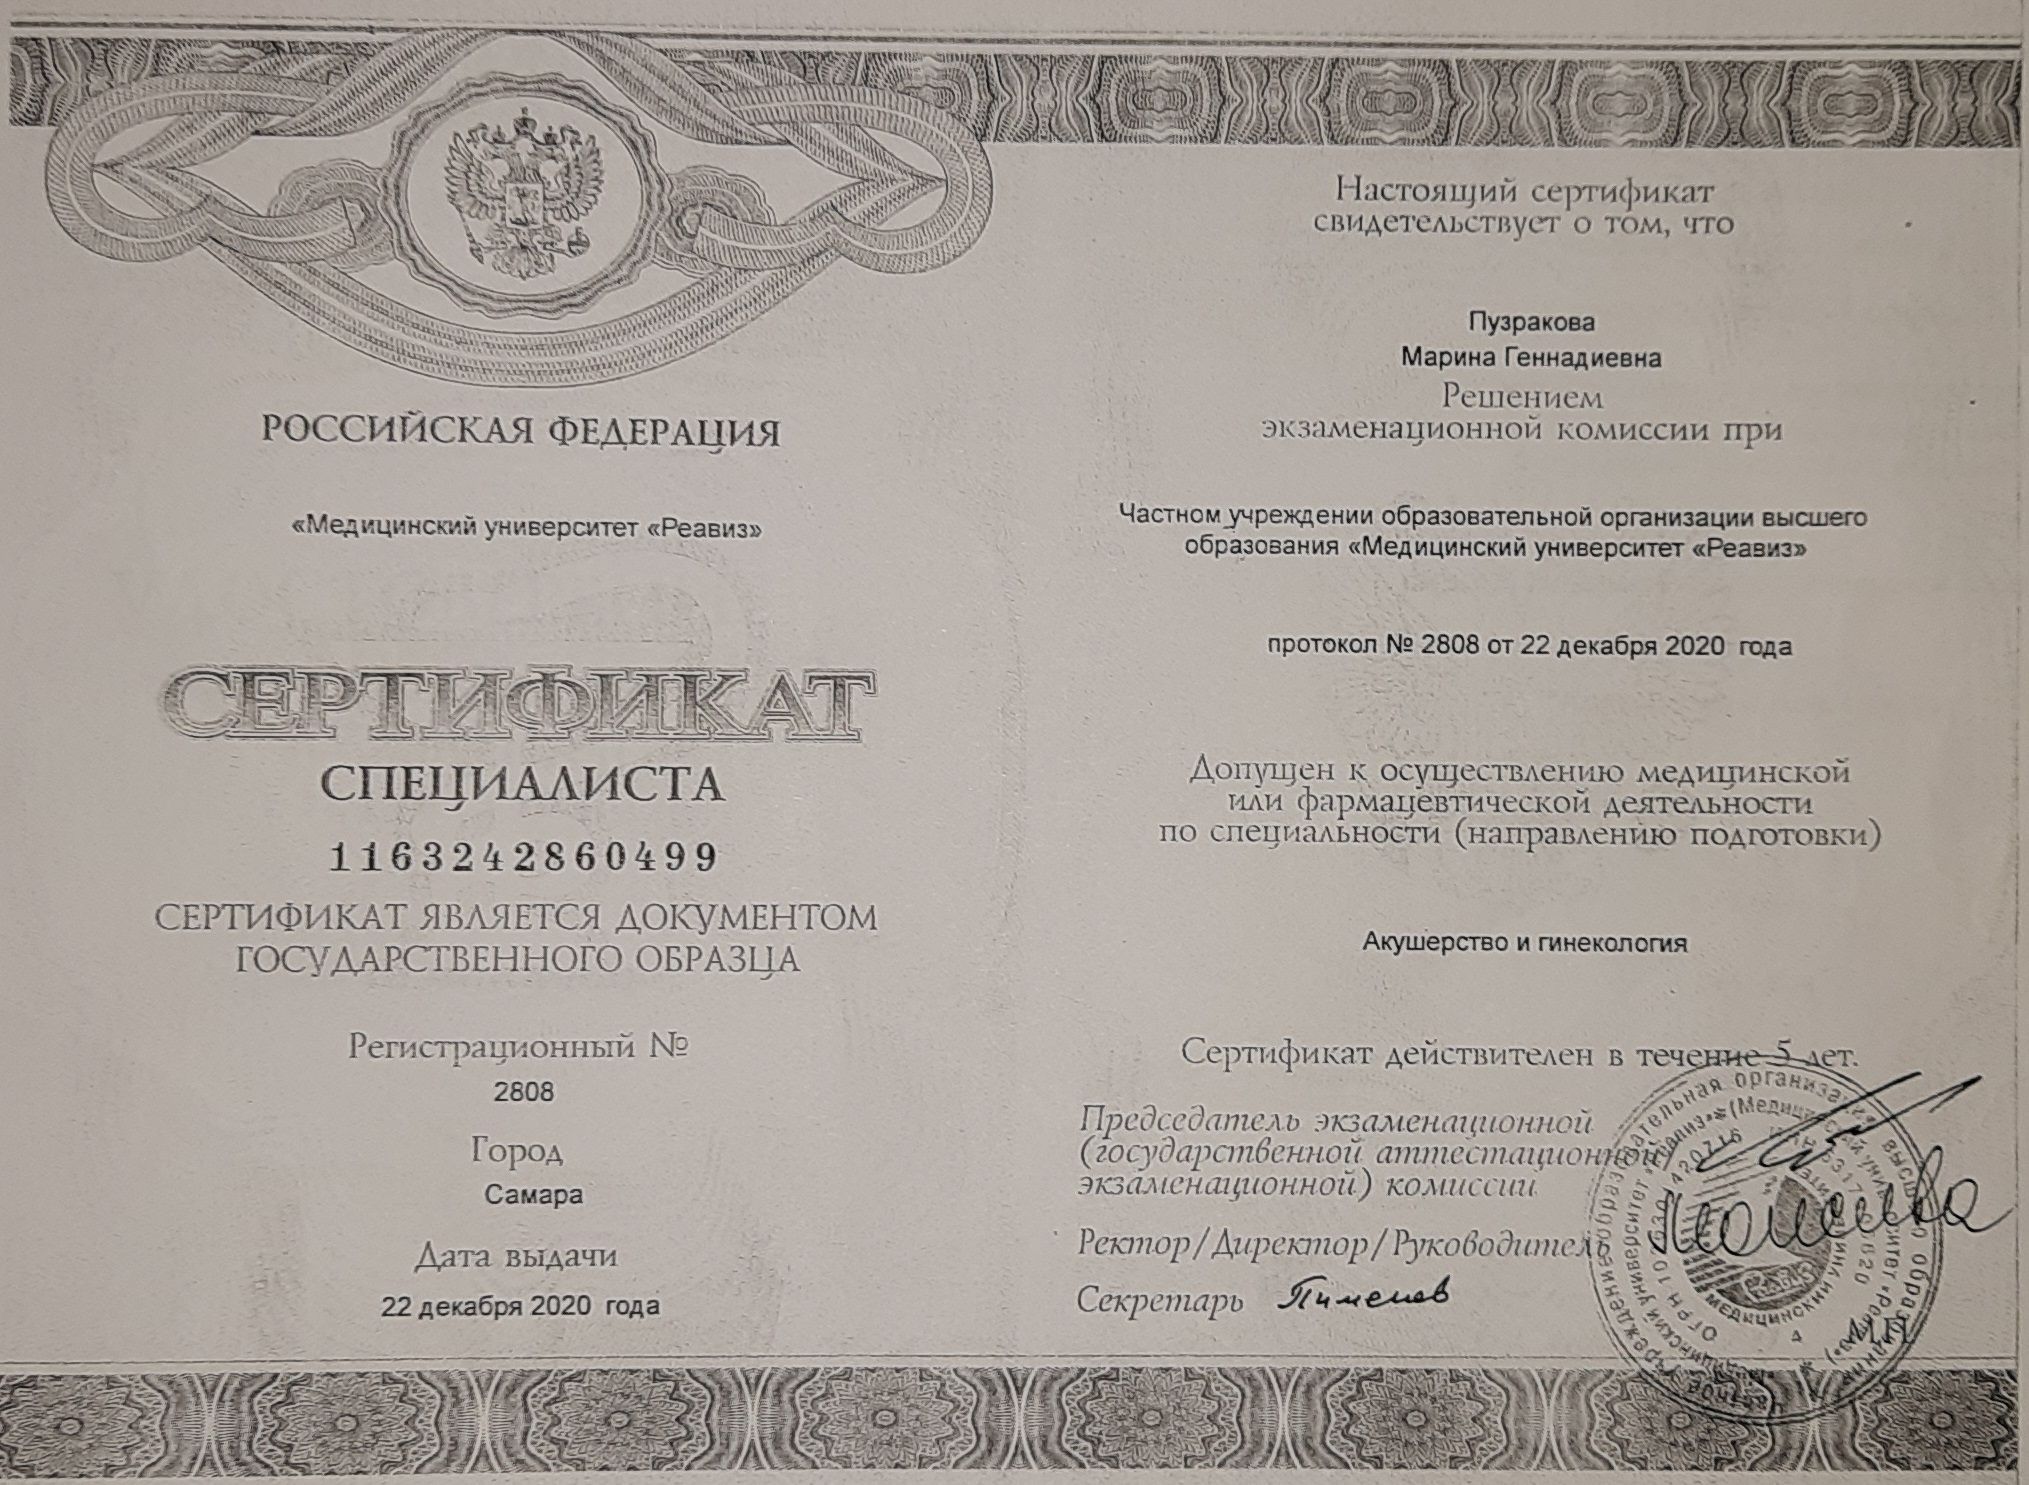 РОССИЙСКАЯ ФЕДЕРАЦИЯ
«Медицинский университет «Реавиз»
СЕРТИФИКАТ
СПЕЦИАЛИСТА
1163242860499
СЕРТИФИКАТ ЯВЛЯЕТСЯ ДОКУМЕНТОМ
ГОСУДАРСТВЕННОГО ОБРАЗЦА
Регистрационный №
2808
Город
Самара
Дата выдачи
22 декабря 2020 года
Настоящий сертификат
свидетельствует о том, что
Пузракова
Марина Геннадиевна
Решением
экзаменационной комиссии при
Частном учреждении образовательной организации высшего
образования «Медицинский университет «Реавиз»
протокол № 2808 от 22 декабря 2020 года
Допущен к осуществлению медицинской
или фармацевтической деятельности
по специальности (направлению подготовки)
Акушерство и гинекология
Сертификат действителен в течение 5 лет.
Председатель экзаменационной
(государственной аттестационной
экзаменационной) комиссии
Ректор/Директор/Руководитель
Секретарь
М.П.